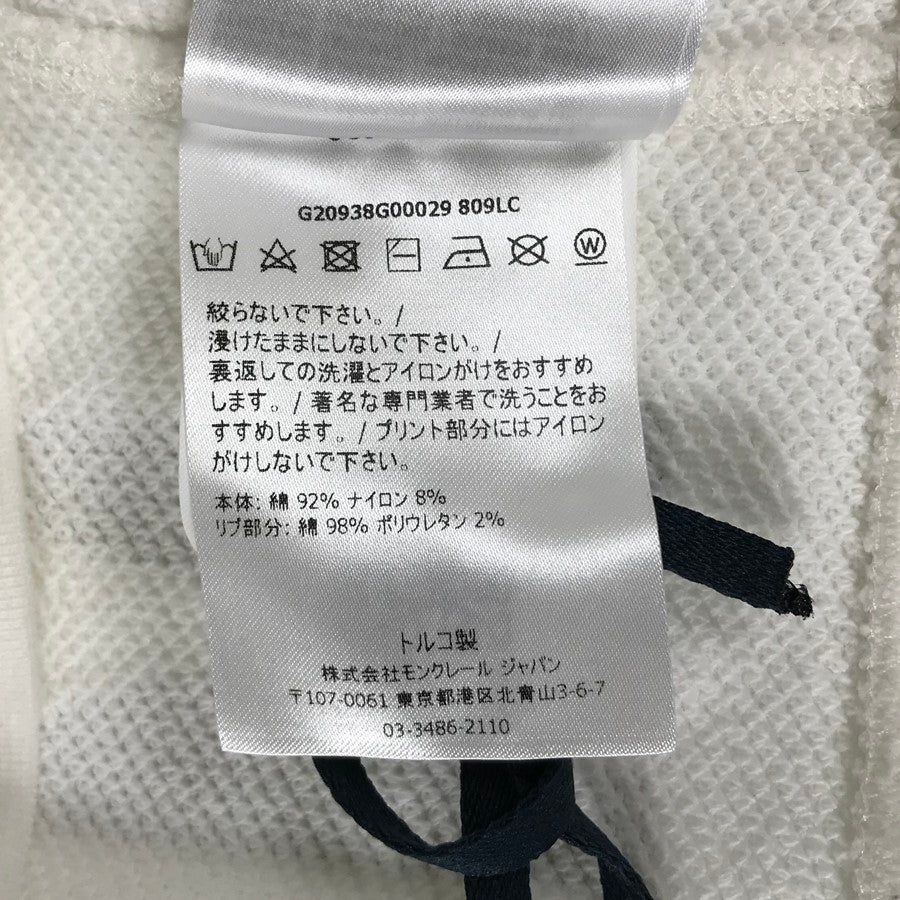 G20938G00029 809LC
W
絞らないで下さい。/
浸けたままにしないで下さい。/
裏返しての洗濯とアイロンがけをおすすめ
します。/ 著名な専門業者で洗うことをお
すすめします。/ プリント部分にはアイロン
がけしないで下さい。
本体: 綿 92% ナイロン 8%
リブ部分: 綿 98% ポリウレタン 2%
トルコ製
株式会社モンクレール ジャパン
〒107-0061 東京都港区北青山3-6-7
03-3486-2110